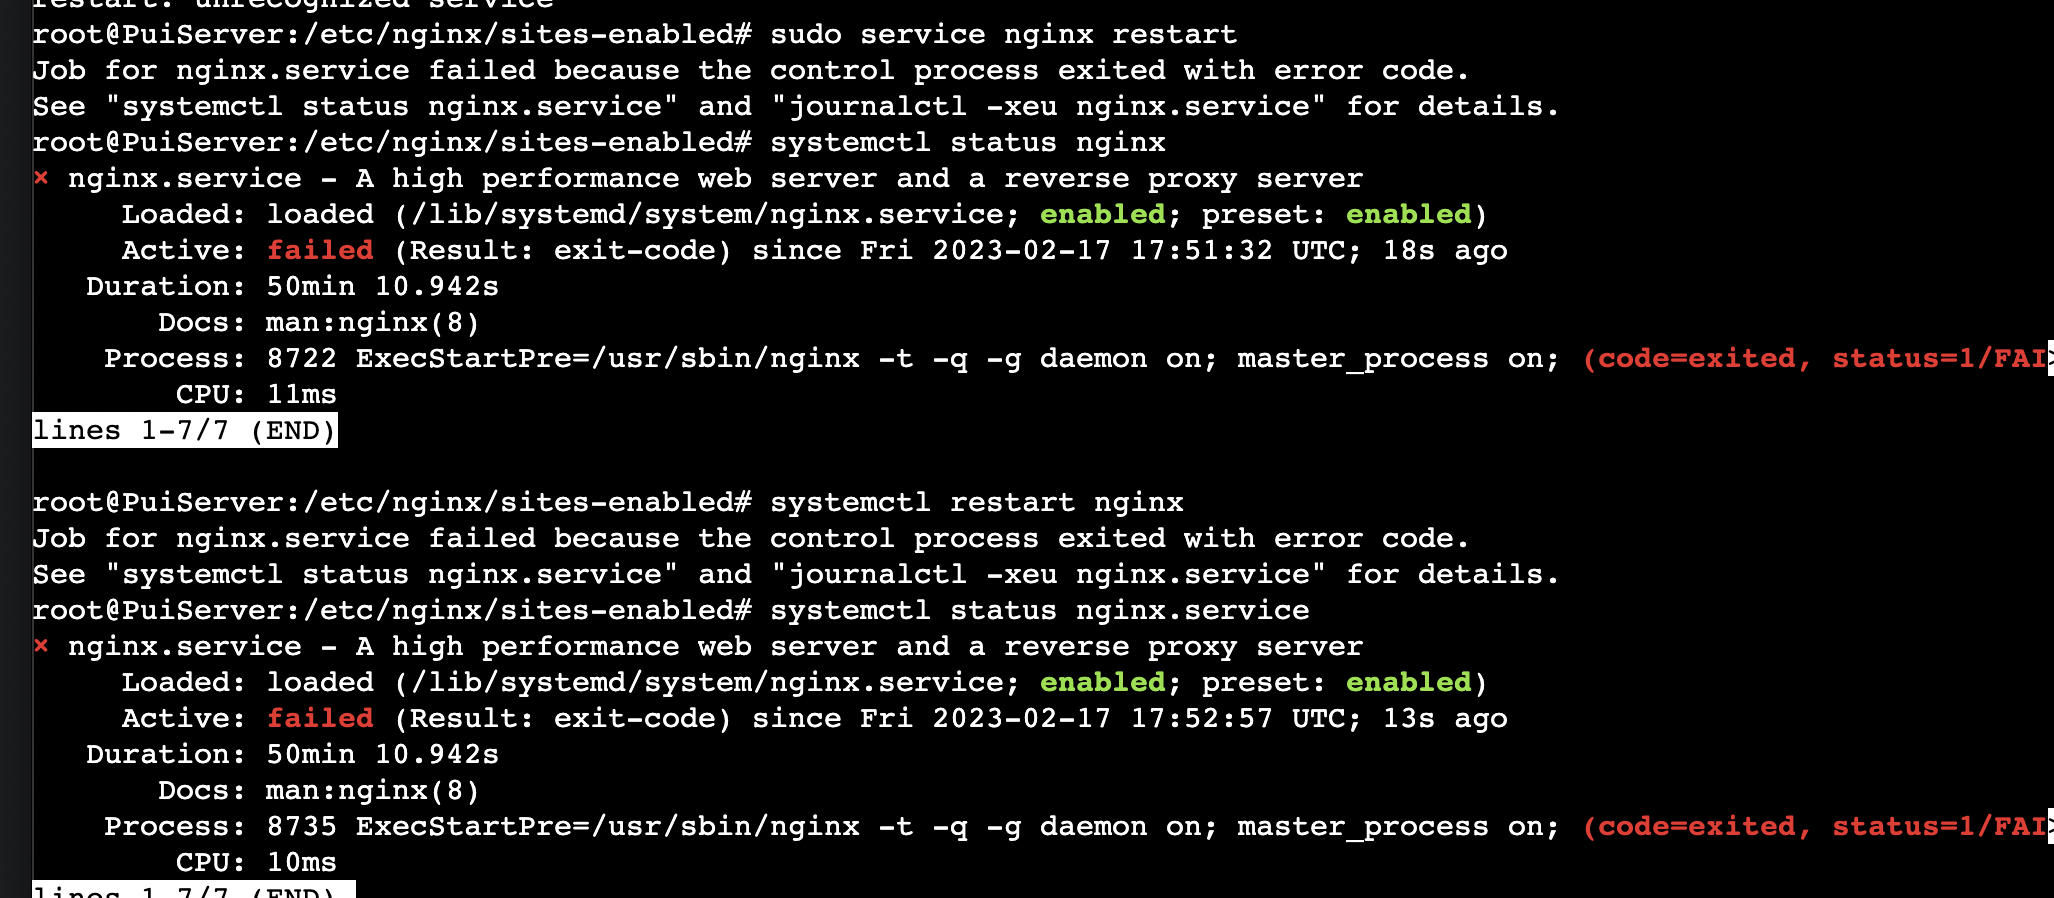 restart: unrecognized service
root@PuiServer:/etc/nginx/sites-enabled# sudo service nginx restart
Job for nginx.service failed because the control process exited with error code.
See "systemctl status nginx.service" and "journalctl -xeu nginx.service" for details.
root@PuiServer:/etc/nginx/sites-enabled# systemctl status nginx
× nginx.service - A high performance web server and a reverse proxy server
     Loaded: loaded (/lib/systemd/system/nginx.service; enabled; preset: enabled)
     Active: failed (Result: exit-code) since Fri 2023-02-17 17:51:32 UTC; 18s ago
   Duration: 50min 10.942s
       Docs: man:nginx(8)
    Process: 8722 ExecStartPre=/usr/sbin/nginx -t -q -g daemon on; master_process on; (code=exited, status=1/FAI>
        CPU: 11ms
lines 1-7/7 (END)
root@PuiServer:/etc/nginx/sites-enabled# systemctl restart nginx
Job for nginx.service failed because the control process exited with error code.
See "systemctl status nginx.service" and "journalctl -xeu nginx.service" for details.
root@PuiServer:/etc/nginx/sites-enabled# systemctl status nginx.service
× nginx.service - A high performance web server and a reverse proxy server
     Loaded: loaded (/lib/systemd/system/nginx.service; enabled; preset: enabled)
     Active: failed (Result: exit-code) since Fri 2023-02-17 17:52:57 UTC; 13s ago
   Duration: 50min 10.942s
       Docs: man:nginx(8)
    Process: 8735 ExecStartPre=/usr/sbin/nginx -t -q -g daemon on; master_process on; (code=exited, status=1/FAI>
        CPU: 10ms
lines 1-7/7 (END)